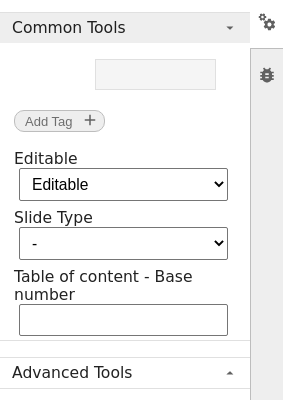 Common Tools
Add Tag +
Editable
Editable
Slide Type
-
Table of content - Base
number
Advanced Tools